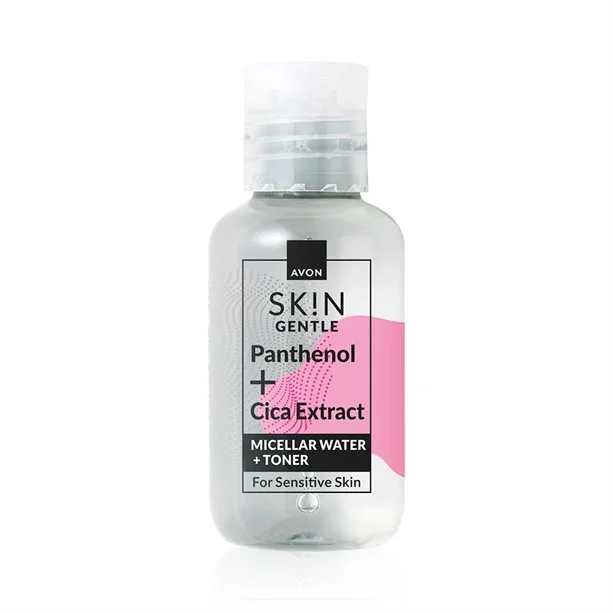 AVON
SK!N
GENTLE
Panthenol
+
Cica Extract
MICELLAR WATER
+ TONER
For Sensitive Skin